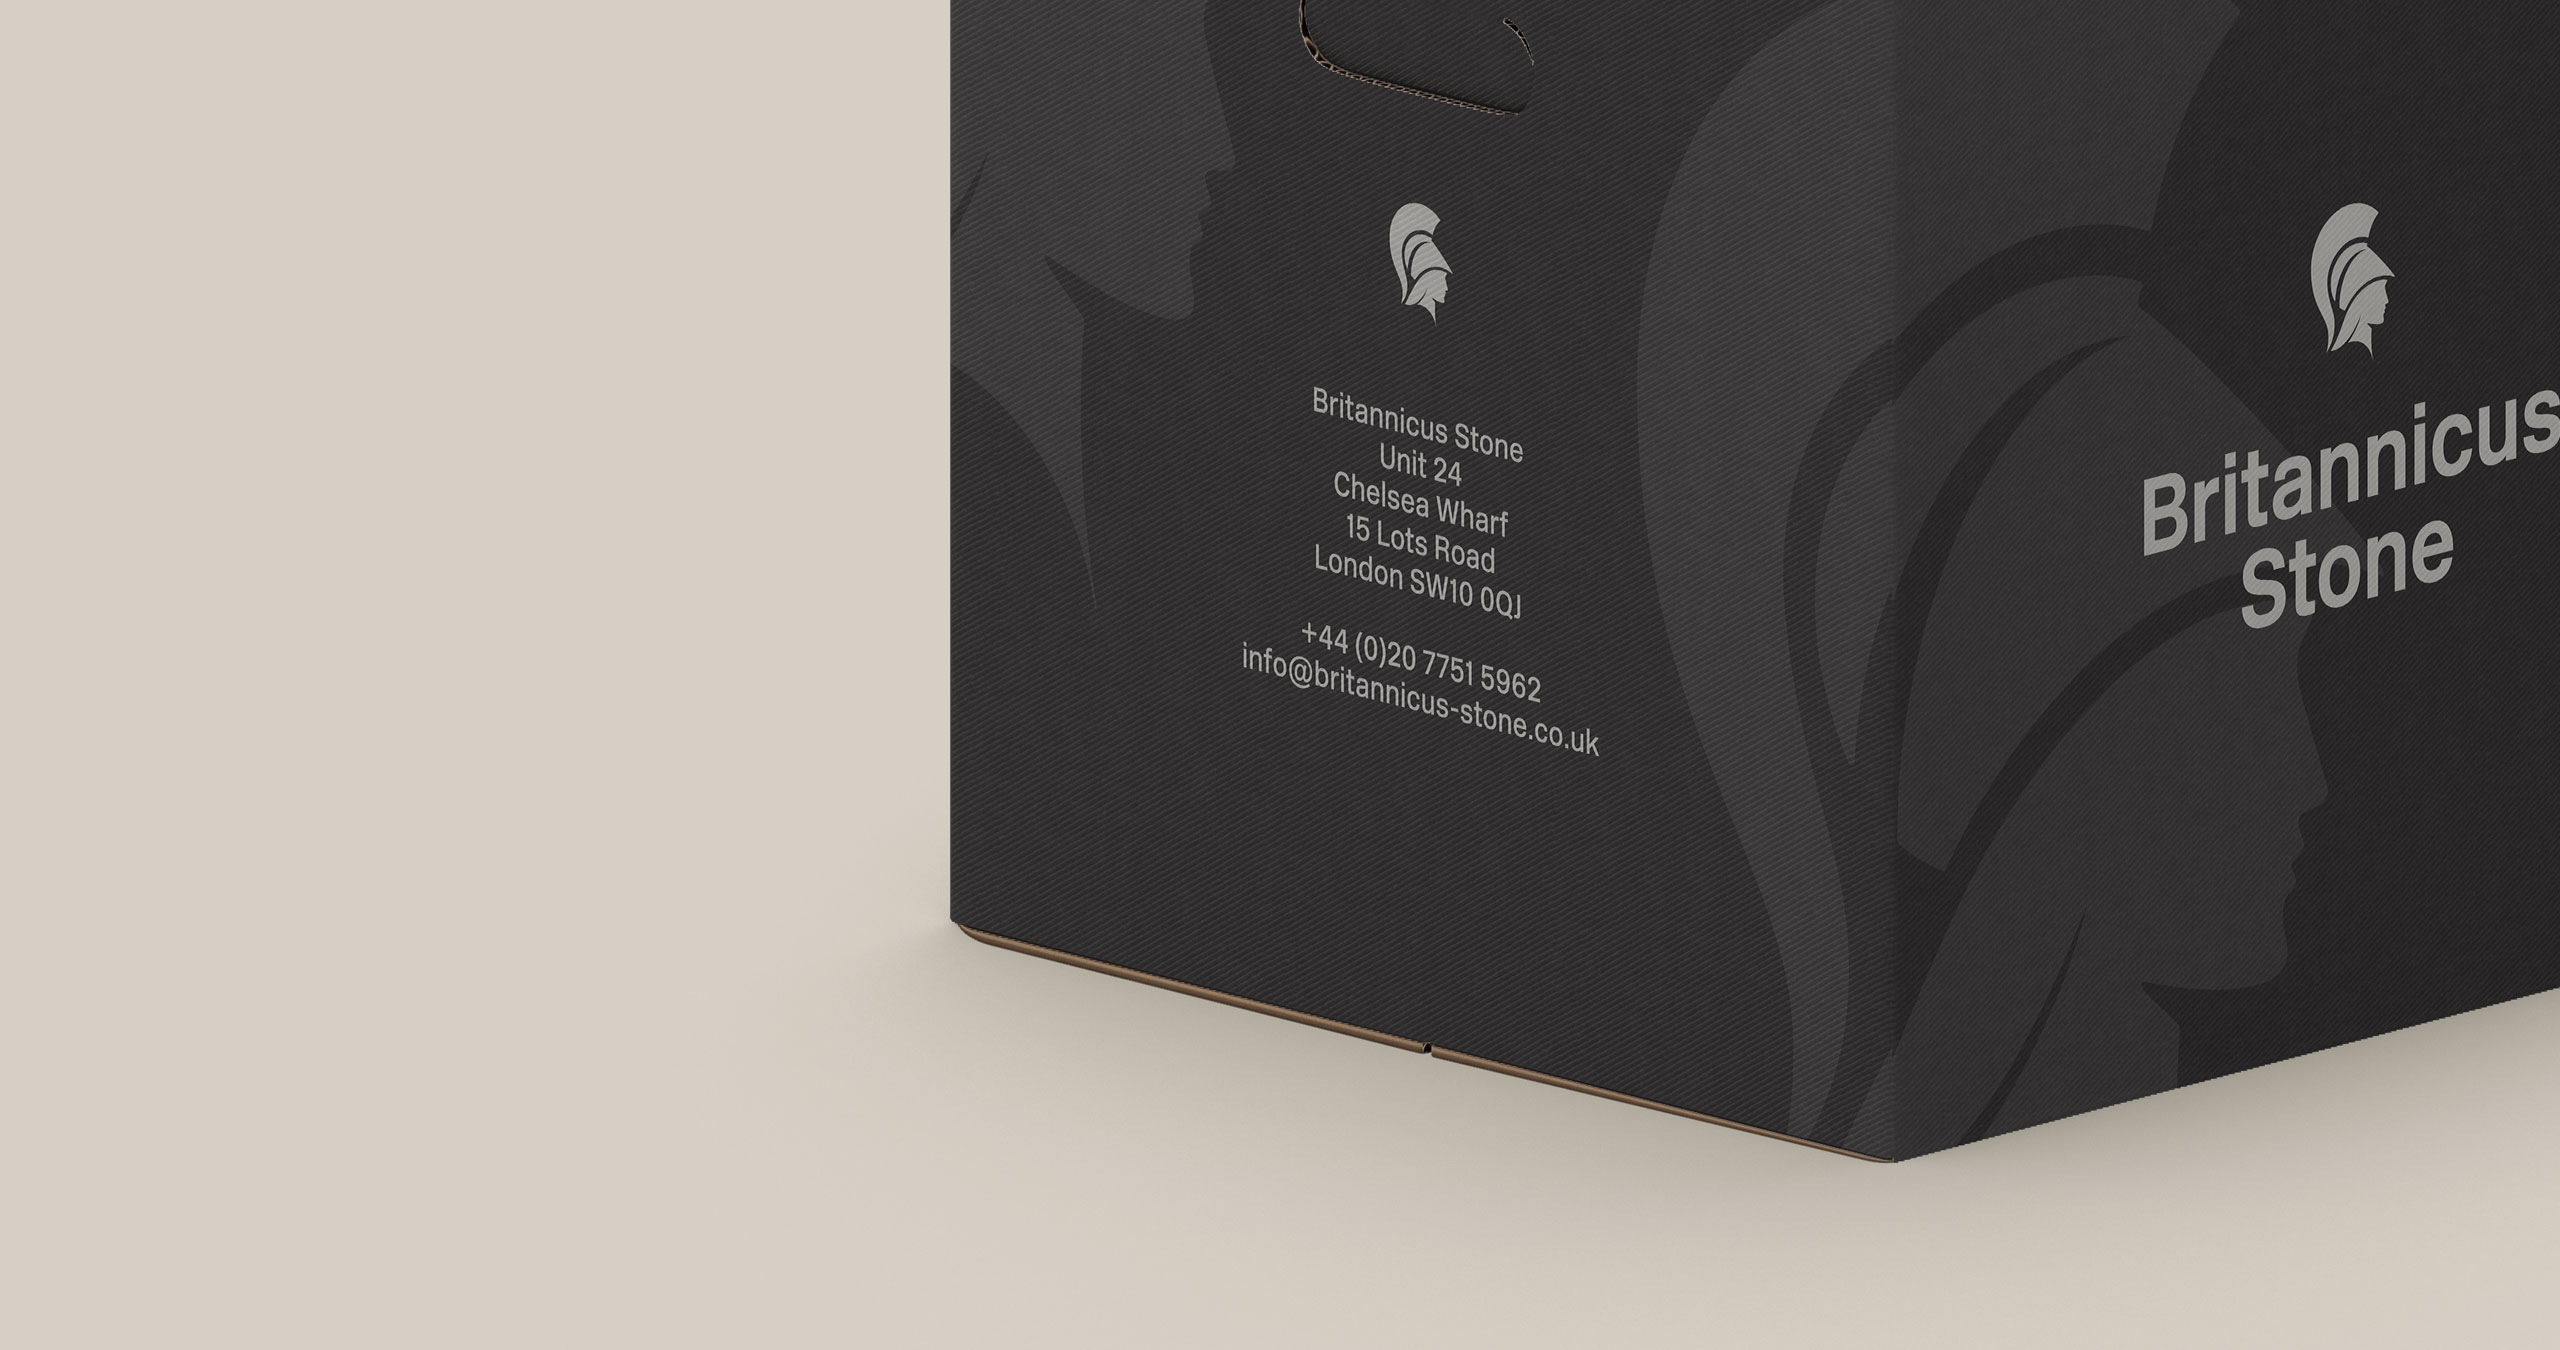 Britannicus Stone
Unit 24
Chelsea Wharf
15 Lots Road
London SW10 0QJ
+44 (0)20 7751 5962
info@britannicus-stone.co.uk
Britannicus
Stone